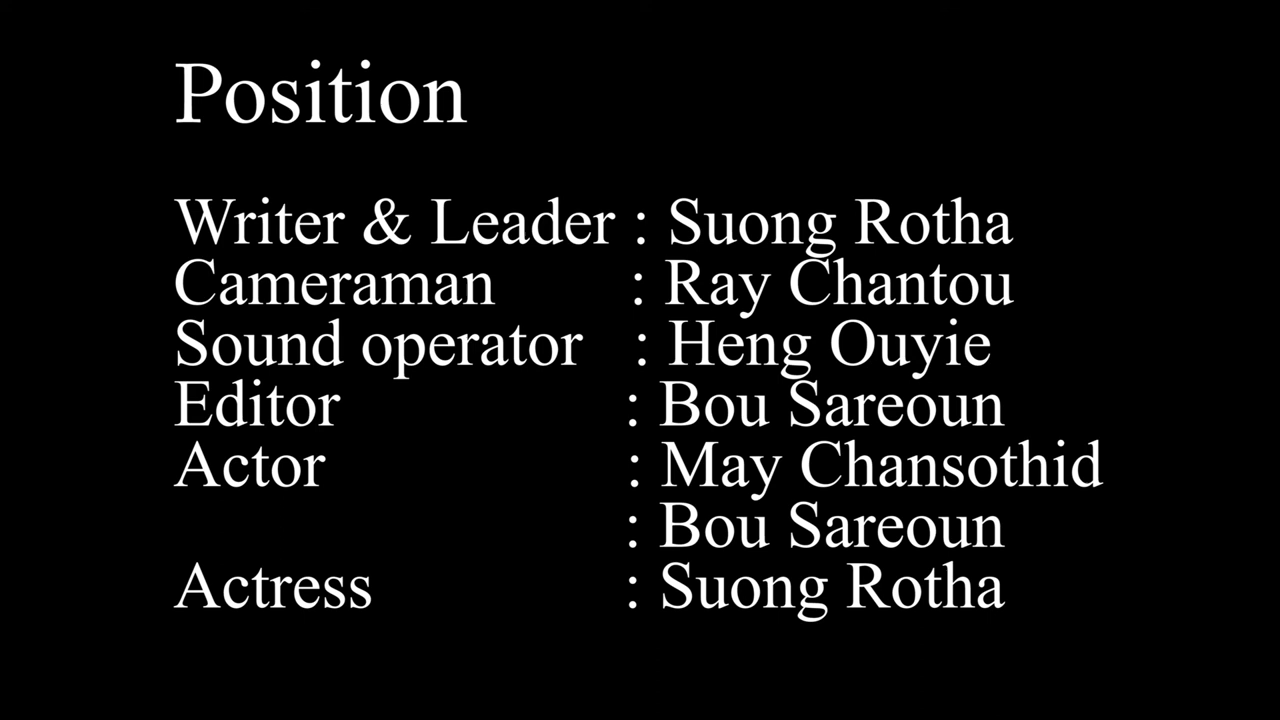 Position
Writer & Leader : Suong Rotha
Cameraman : Ray Chantou
Sound operator : Heng Ouyie
Editor : Bou Sareoun
Actor : May Chansothid
: Bou Sareoun
Actress : Suong Rotha